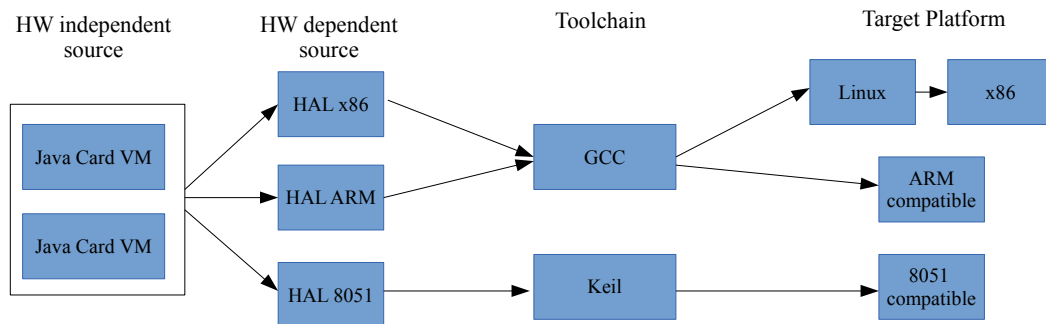 HW independent
source
HW dependent
source
Toolchain
Target Platform
Java Card VM
Java Card VM
HAL x86
HAL ARM
HAL 8051
GCC
Keil
Linux
x86
ARM
compatible
8051
compatible